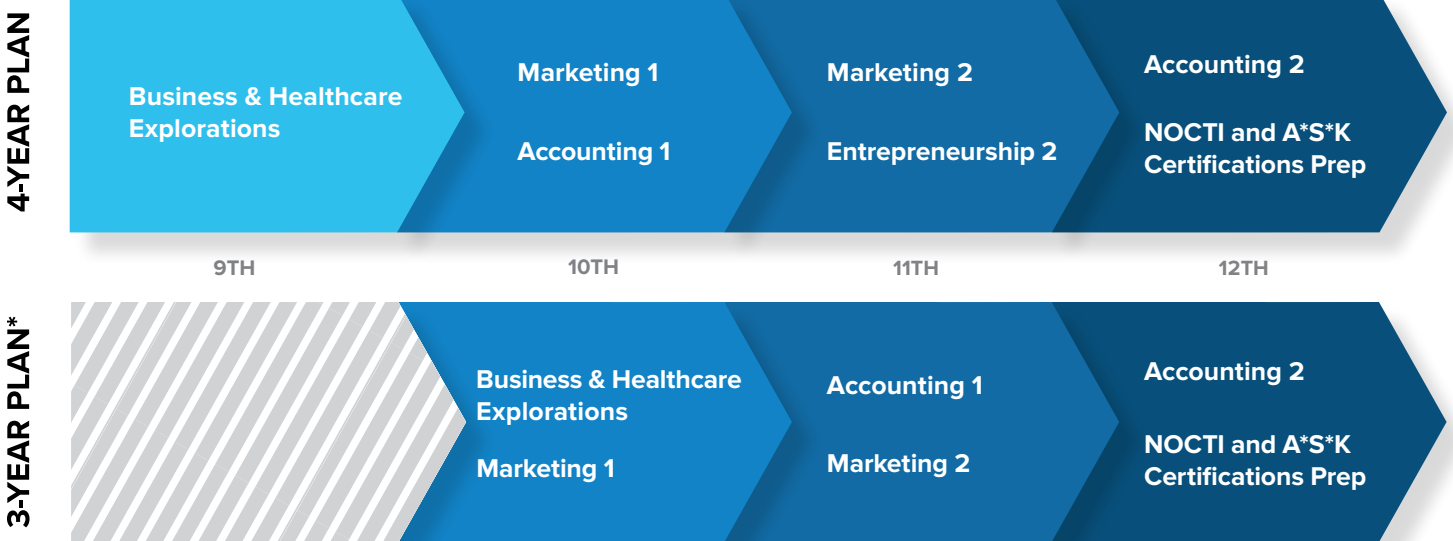 4-YEAR PLAN
Business & Healthcare
Explorations
Marketing 1
Accounting 1
Marketing 2
Entrepreneurship 2
Accounting 2
NOCTI and A*S*K
Certifications Prep
9TH
10TH
11TH
12TH
3-YEAR PLAN*
Business & Healthcare
Explorations
Marketing 1
Accounting 1
Marketing 2
Accounting 2
NOCTI and A*S*K
Certifications Prep